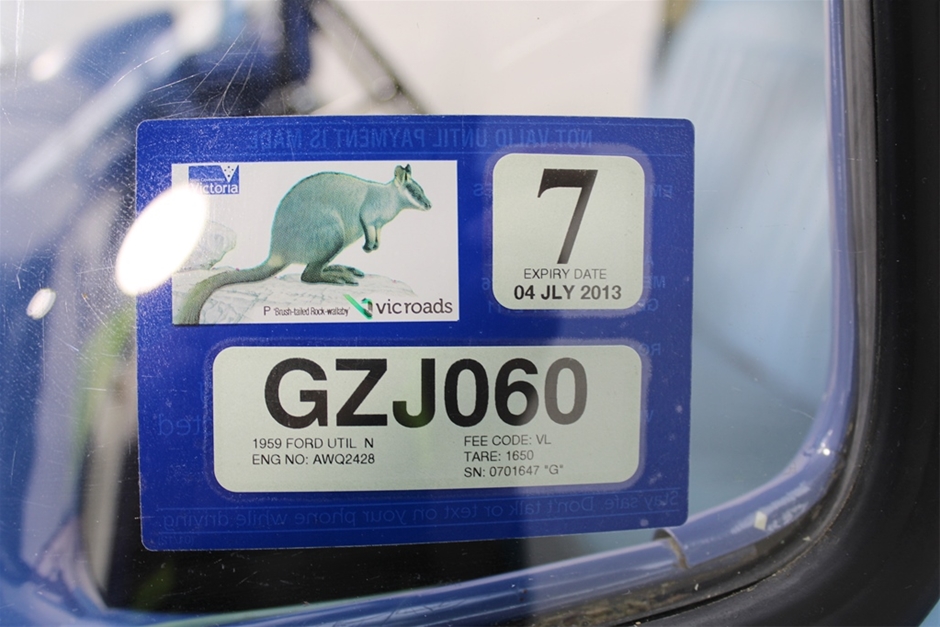 NOT VALID UNTIL PAYMENT IS MADE
Victoria
7
EXPIRY DATE
04 JLY 2013
P 'Brush-tailed Rock-wallaby'
vicroads
GZJ060
1959 FORD UTIL N
ENG NO: AWQ2428
FEE CODE: VL
TARE: 1650
SN: 0701647 "G"
Stay safe. Don't talk or text on your phone while driving.